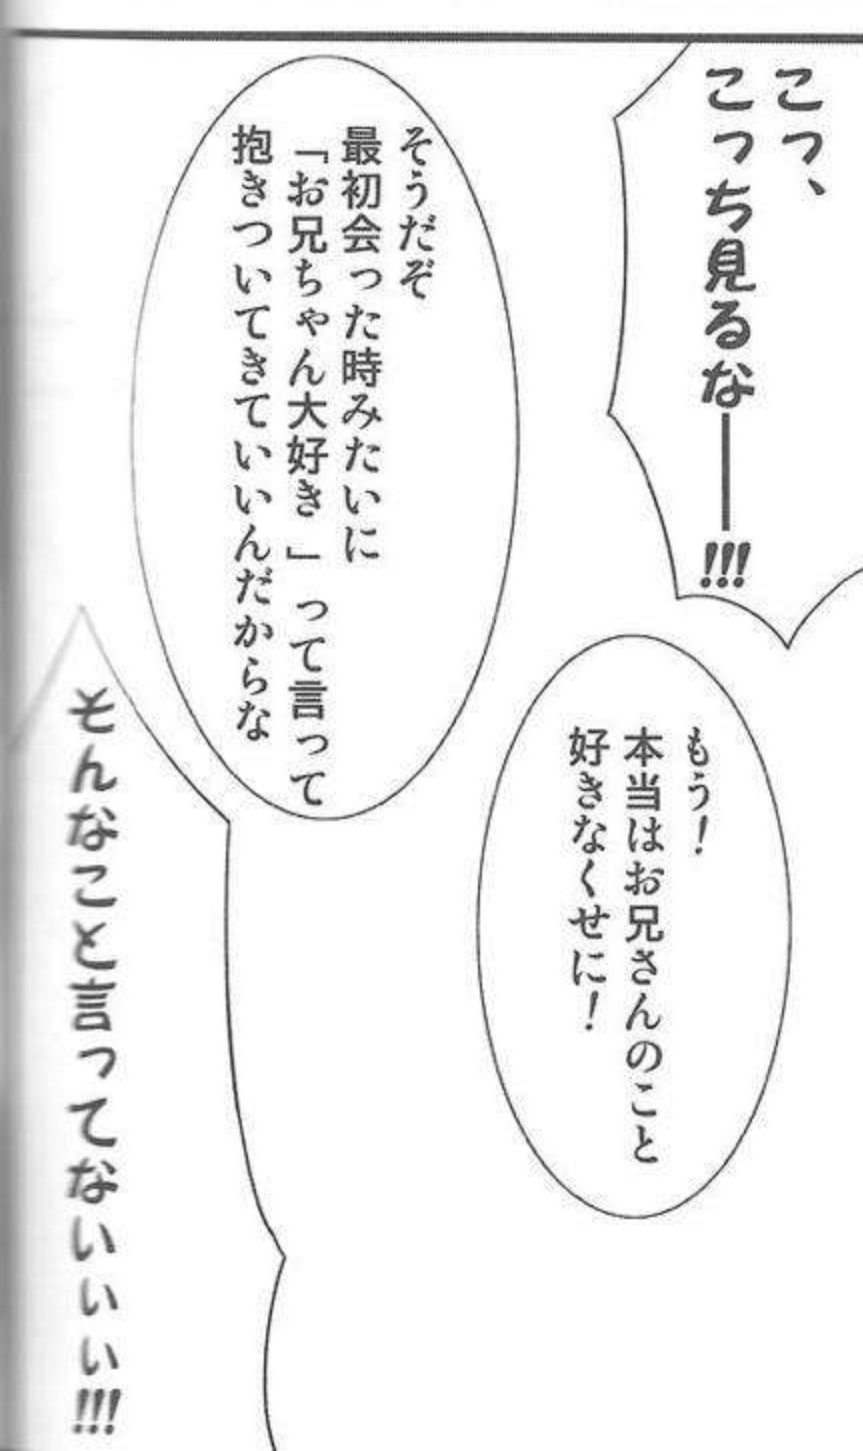 こっ、
こっち見るな━━!!!
もう！
本当はお兄さんのこと
好きなくせに！
そうだぞ
最初会った時みたいに
「お兄ちゃん大好き」って言って
抱きついてきていいんだからな
そんなこと言ってないぃぃ!!!